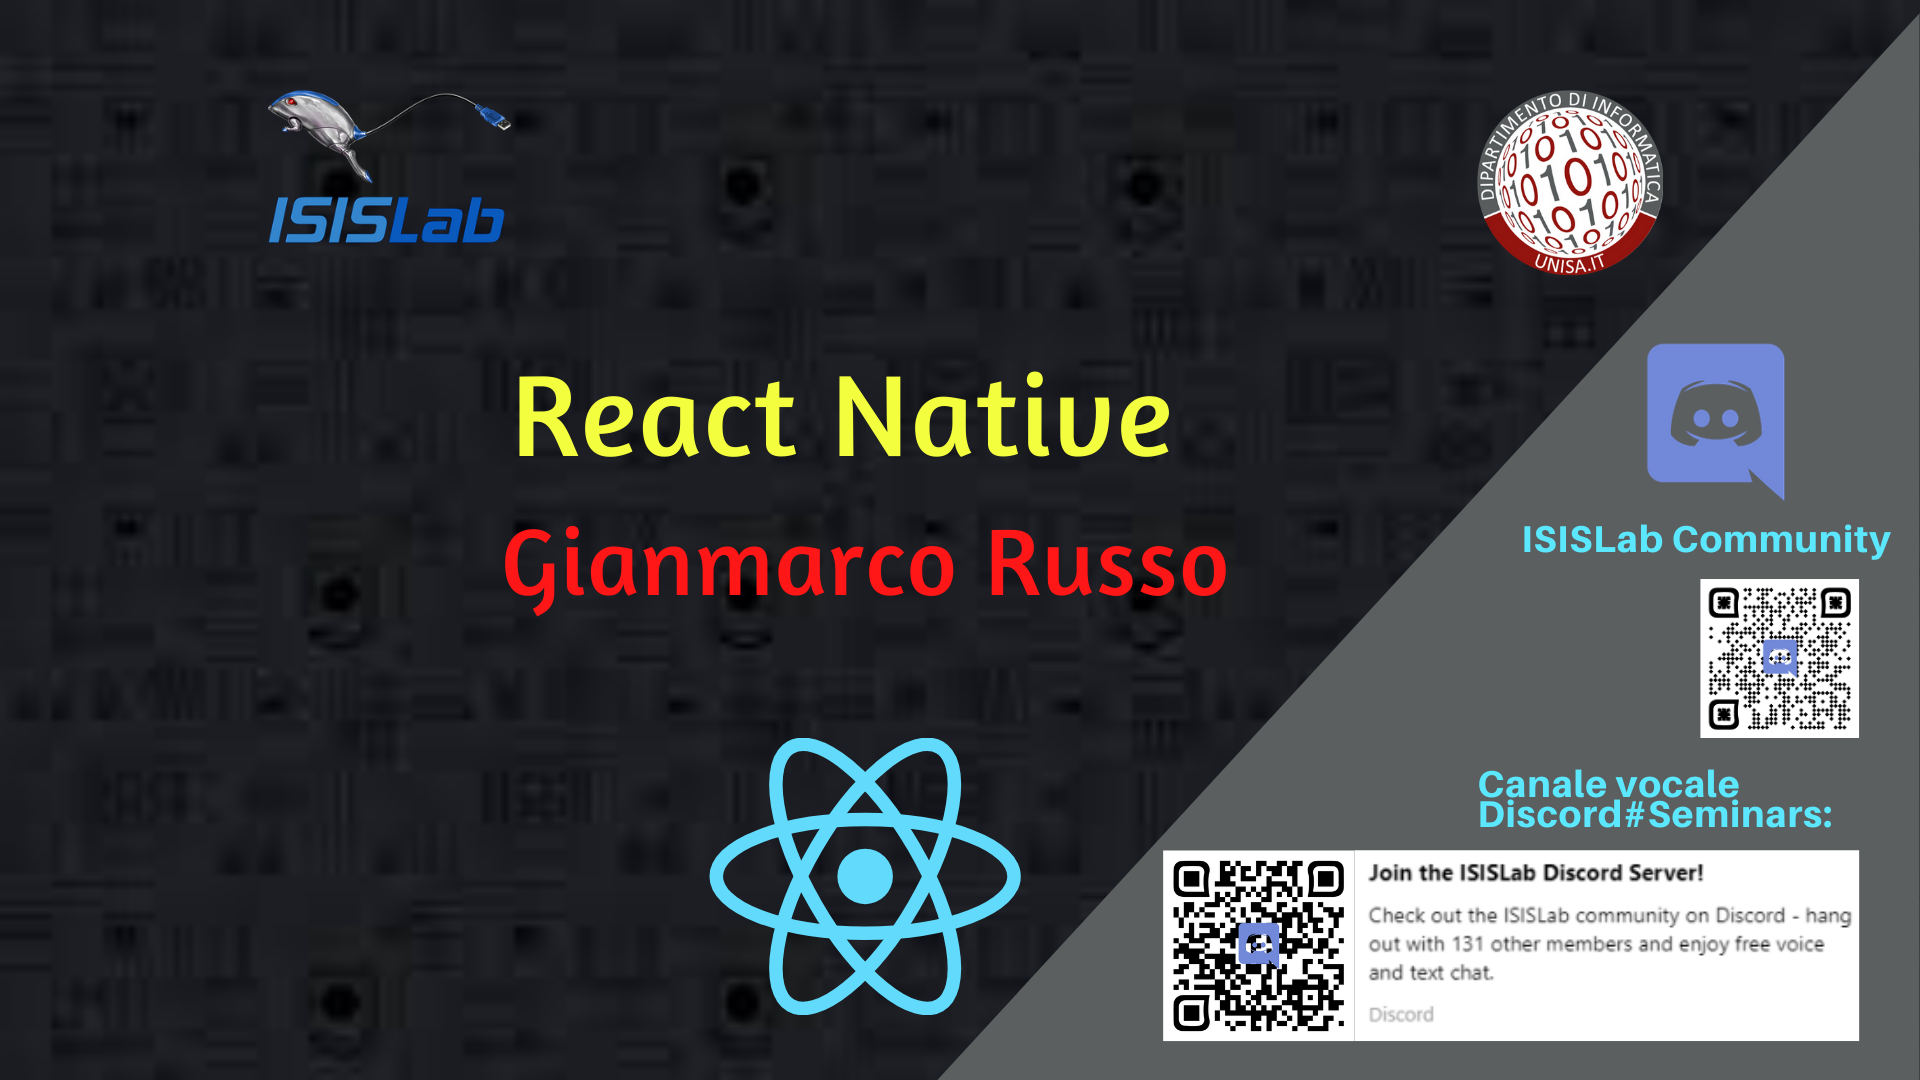 ISISLab
DIPARTIMENTO DI INFORMATICA
UNISA.IT
React Native
Gianmarco Russo
ISISLab Community
Canale vocale
Discord#Seminars:
Join the ISISLab Discord Server!
Check out the ISISLab community on Discord - hang
out with 131 other members and enjoy free voice
and text chat.
Discord